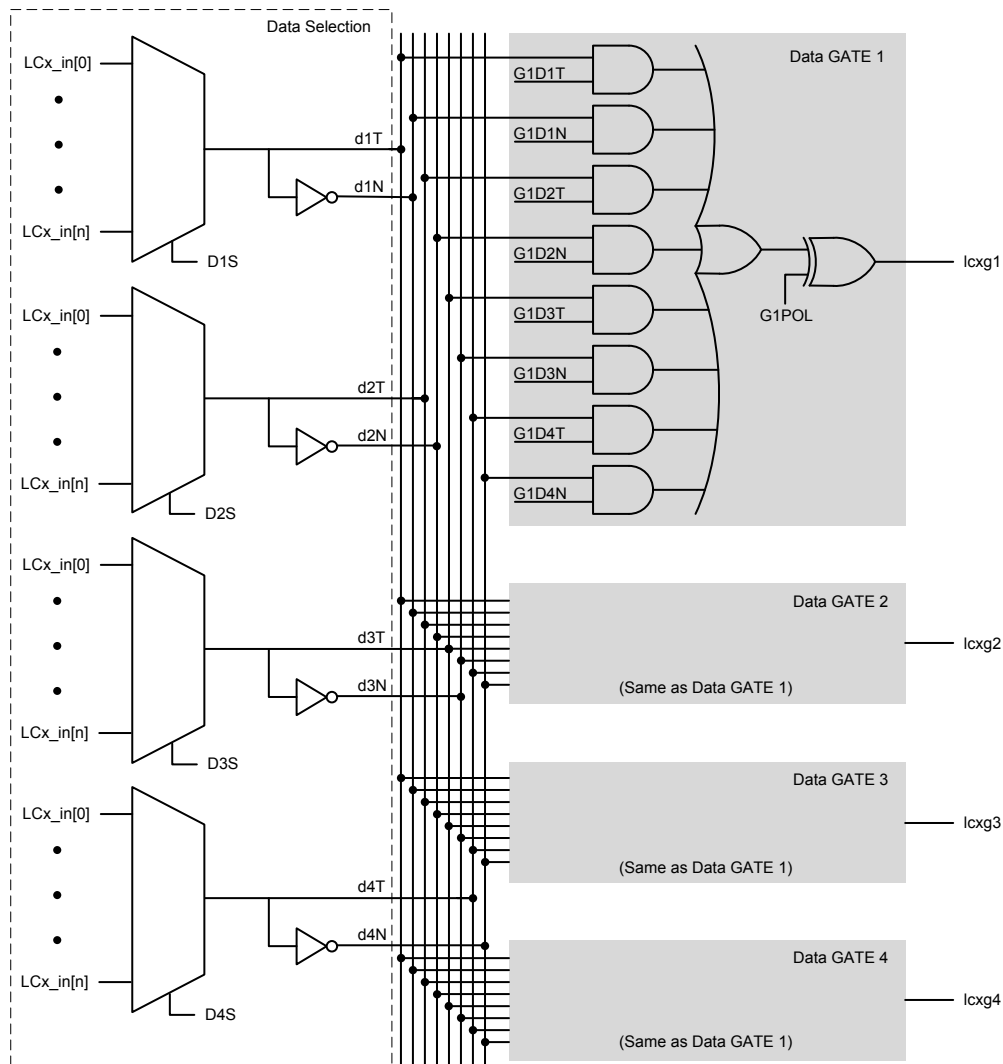 Data Selection
LCx_in[0]
LCx_in[n]
D1S
d1T
d1N
LCx_in[0]
LCx_in[n]
D2S
d2T
d2N
LCx_in[0]
LCx_in[n]
D3S
d3T
d3N
LCx_in[0]
LCx_in[n]
D4S
d4T
d4N
Data GATE 1
G1D1T
G1D1N
G1D2T
G1D2N
G1D3T
G1D3N
G1D4T
G1D4N
G1POL
lcxg1
Data GATE 2
(Same as Data GATE 1)
lcxg2
Data GATE 3
(Same as Data GATE 1)
lcxg3
Data GATE 4
(Same as Data GATE 1)
lcxg4